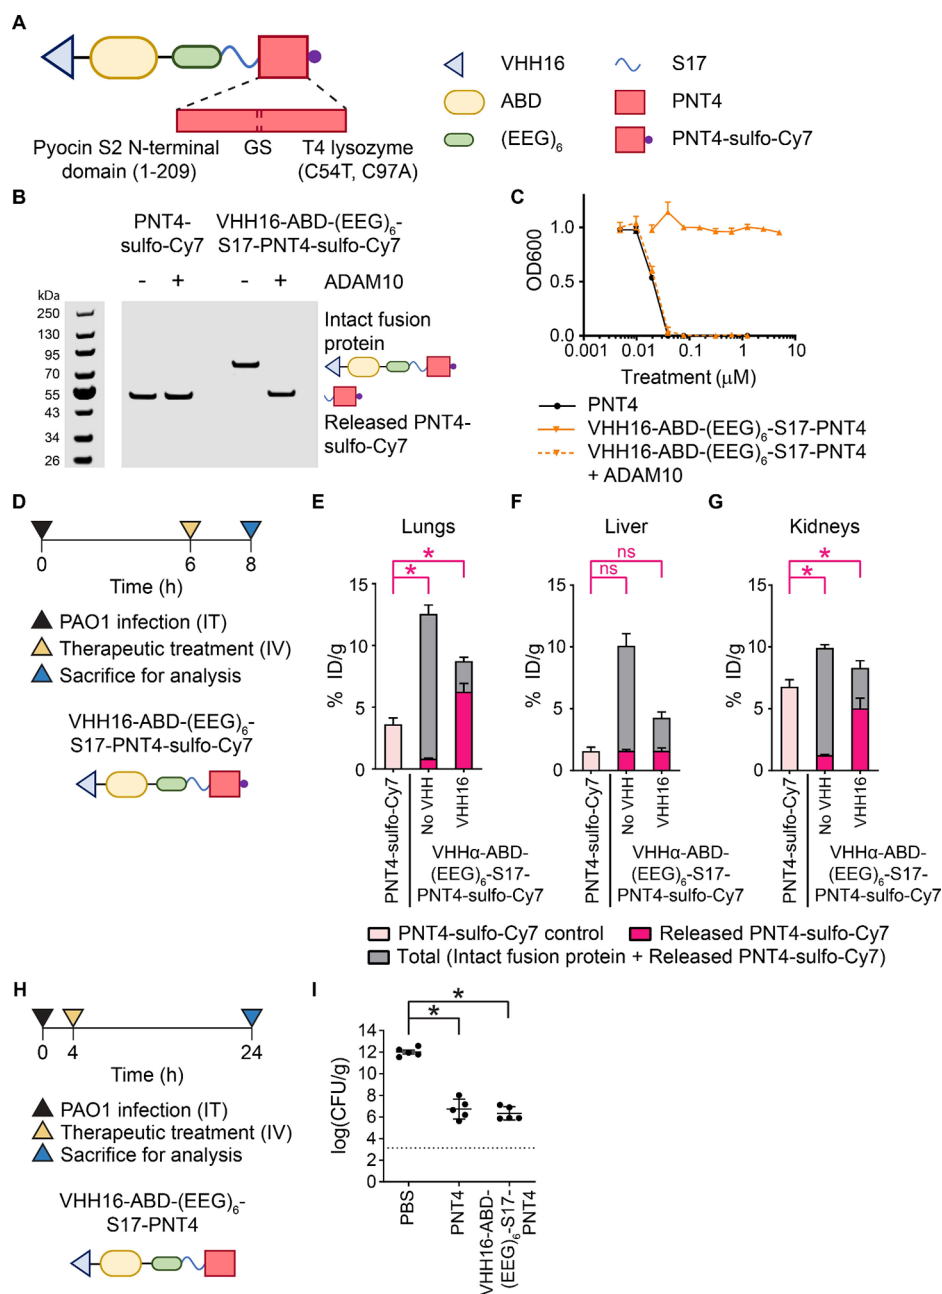 A
VHH16
S17
ABD
PNT4
(EEG)6
PNT4-sulfo-Cy7
Pyocin S2 N-terminal
domain (1-209)
GS
T4 lysozyme
(C54T, C97A)
B
PNT4-
sulfo-Cy7
VHH16-ABD-(EEG)6-
S17-PNT4-sulfo-Cy7
- + - + ADAM10
kDa
250
130
95
70
55
43
34
26
Intact fusion
protein
Released PNT4-
sulfo-Cy7
C
OD600
1.0
0.5
0.0
0.001 0.01 0.1 1 10
Treatment (μM)
PNT4
VHH16-ABD-(EEG)6-S17-PNT4
VHH16-ABD-(EEG)6-S17-PNT4
+ ADAM10
D
0 6 8
Time (h)
PAO1 infection (IT)
Therapeutic treatment (IV)
Sacrifice for analysis
VHH16-ABD-(EEG)6-
S17-PNT4-sulfo-Cy7
E
Lungs
*
*
% ID/g
15
10
5
0
PNT4-sulfo-Cy7
No VHH
VHH16
VHHα-ABD-
(EEG)6-S17-
PNT4-sulfo-Cy7
F
Liver
ns
ns
% ID/g
15
10
5
0
PNT4-sulfo-Cy7
No VHH
VHH16
VHHα-ABD-
(EEG)6-S17-
PNT4-sulfo-Cy7
G
Kidneys
*
*
% ID/g
15
10
5
0
PNT4-sulfo-Cy7
No VHH
VHH16
VHHα-ABD-
(EEG)6-S17-
PNT4-sulfo-Cy7
PNT4-sulfo-Cy7 control
Released PNT4-sulfo-Cy7
Total (Intact fusion protein + Released PNT4-sulfo-Cy7)
H
0 4 24
Time (h)
PAO1 infection (IT)
Therapeutic treatment (IV)
Sacrifice for analysis
VHH16-ABD-(EEG)6-
S17-PNT4
I
*
*
log(CFU/g)
14
12
10
8
6
4
2
0
PBS
PNT4
VHH16-ABD-
(EEG)6-S17-
PNT4